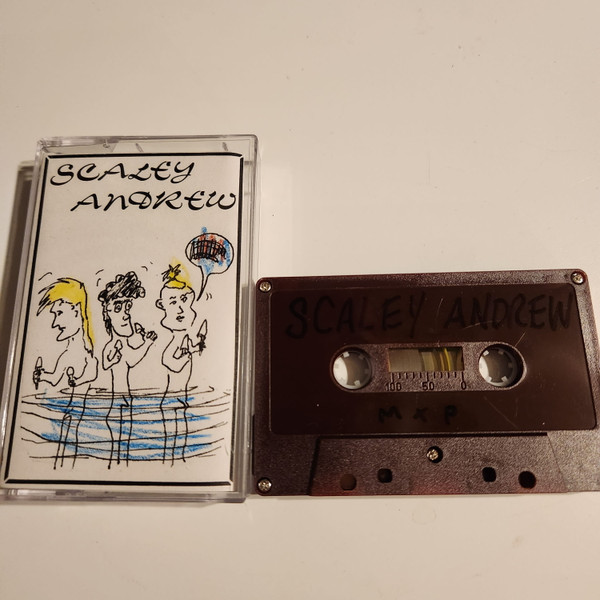 SCALEY
ANDREW
SCALEY ANDREW
100 50 0
M x P